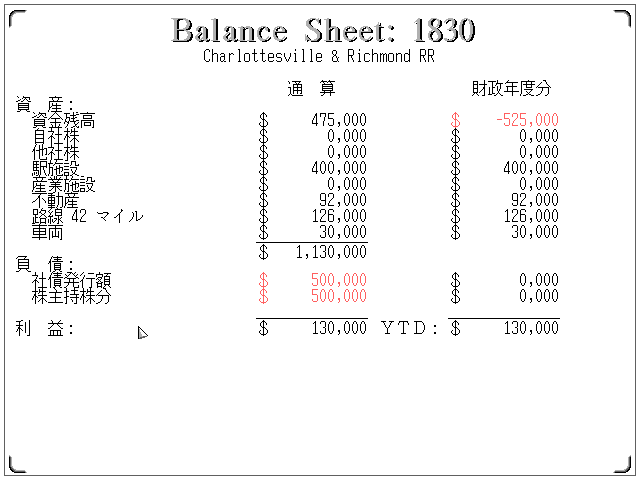 Balance Sheet: 1830
Charlottesville & Richmond RR
通 算 財政年度分
資 産:
資金残高 $ 475,000 $ -525,000
自社株 $ 0,000 $ 0,000
他社株 $ 0,000 $ 0,000
駅施設 $ 400,000 $ 400,000
産業施設 $ 0,000 $ 0,000
不動産 $ 92,000 $ 92,000
路線 42 マイル $ 126,000 $ 126,000
車両 $ 30,000 $ 30,000
$ 1,130,000
負 債:
社債発行額 $ 500,000 $ 0,000
株主持株分 $ 500,000 $ 0,000
利 益: $ 130,000 YTD: $ 130,000